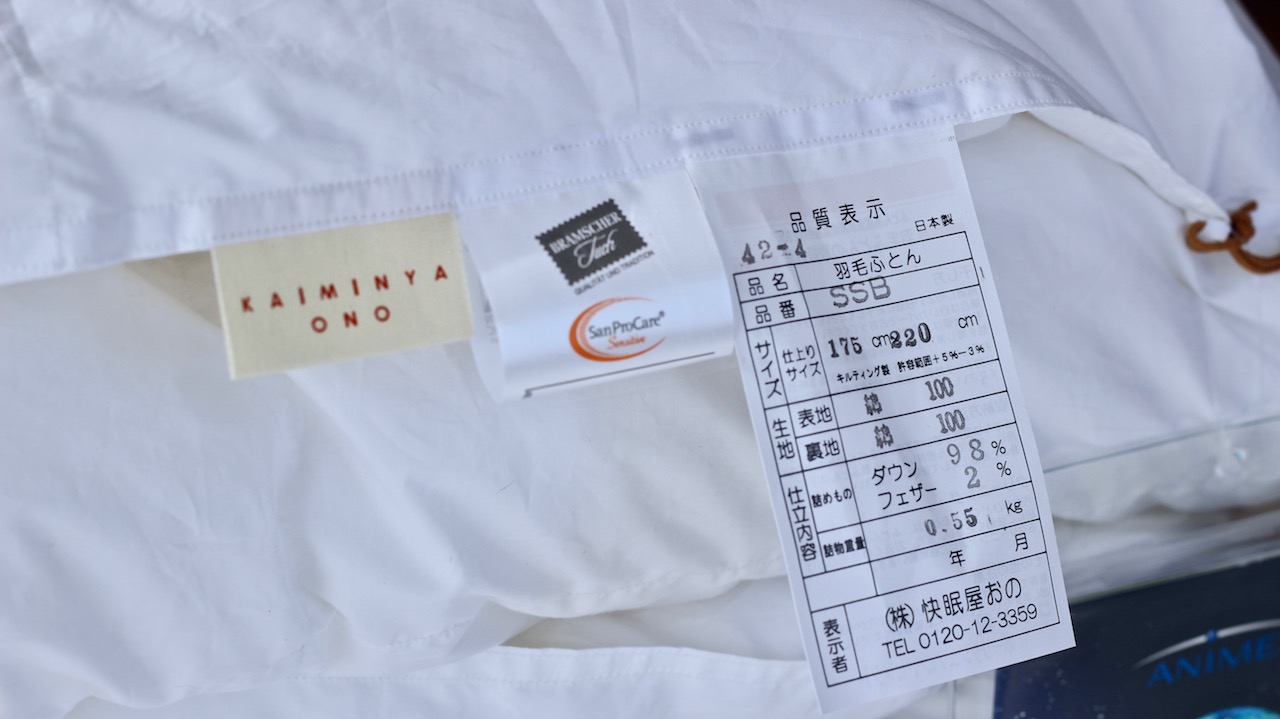 KAIMINYA
ONO
BRAMSCHER
Tuch
QUALITÄT UND TRADITION
SanProCare®
Sensitive
品質表示
日本製
42-4
品名 羽毛ふとん
品番 SSB
サイズ 仕上りサイズ 175 cm 220 cm
キルティング製 許容範囲+5%-3%
生地 表地 綿 100
裏地 綿 100
仕立内容 詰めもの ダウン 98 %
フェザー 2 %
詰物重量 0.55 kg
年 月
表示者 (株) 快眠屋おの
TEL 0120-12-3359
ANIME